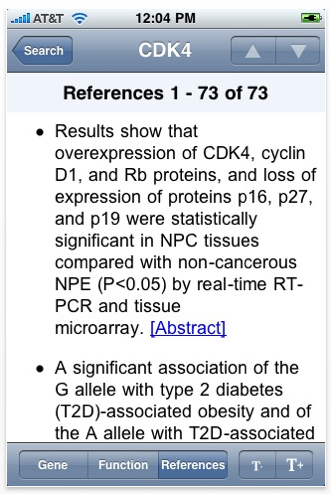 AT&T 12:04 PM
Search CDK4
References 1 - 73 of 73
• Results show that
overexpression of CDK4, cyclin
D1, and Rb proteins, and loss of
expression of proteins p16, p27,
and p19 were statistically
significant in NPC tissues
compared with non-cancerous
NPE (P<0.05) by real-time RT-
PCR and tissue
microarray. [Abstract]
• A significant association of the
G allele with type 2 diabetes
(T2D)-associated obesity and of
the A allele with T2D-associated
Gene Function References T- T+